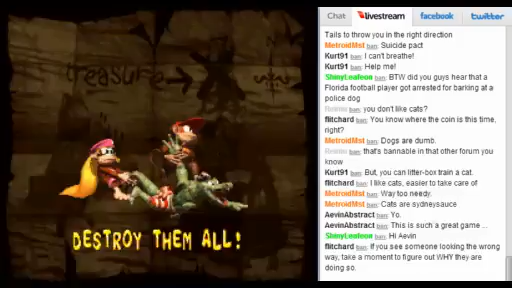 treasure
DESTROY THEM ALL!
Chat
livestream
facebook
twitter
Tails to throw you in the right direction
MetroidMst ban: Suicide pact
Kurt91 ban: I can't breathe!
Kurt91 ban: Help me!
ShinyLeafeon ban: BTW did you guys hear that a
Florida football player got arrested for barking at a
police dog
ban: you don't like cats?
flitchard ban: You know where the coin is this time,
right?
MetroidMst ban: Dogs are dumb.
ban: that's bannable in that other forum you
know
Kurt91 ban: But, you can litter-box train a cat.
flitchard ban: I like cats, easier to take care of
MetroidMst ban: Way too needy.
MetroidMst ban: Cats are sydneysauce
AevinAbstract ban: Yo.
AevinAbstract ban: This is such a great game ...
ShinyLeafeon ban: Hi Aevin
flitchard ban: If you see someone looking the wrong
way, take a moment to figure out WHY they are
doing so.